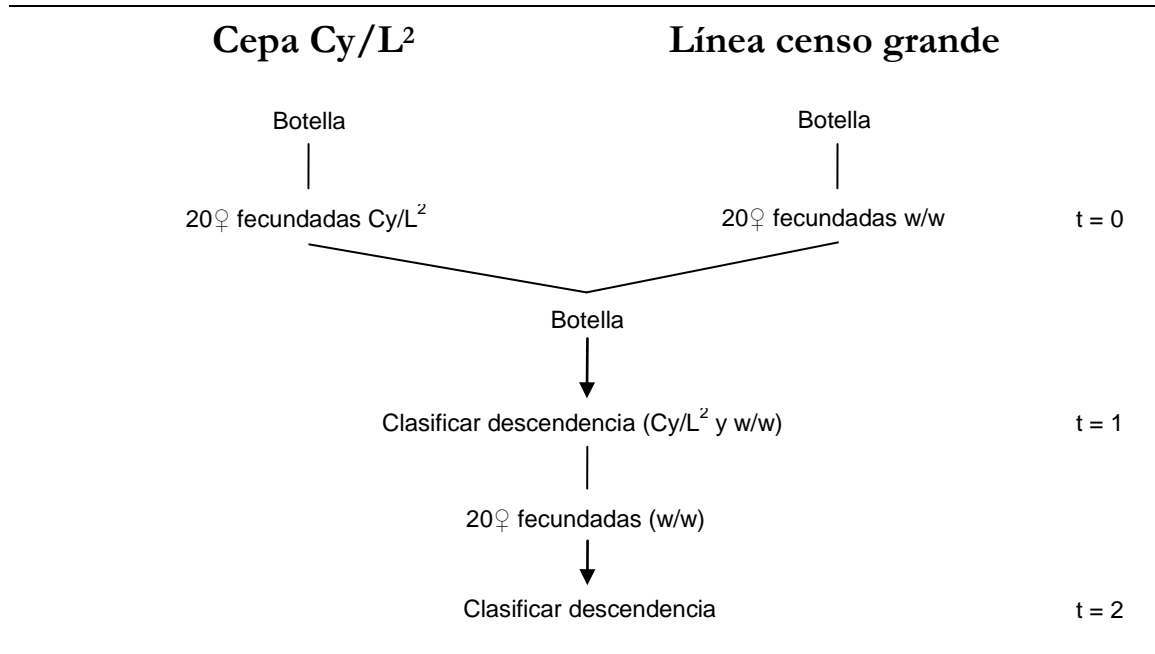 Cepa Cy/L² Línea censo grande
Botella Botella
20♀ fecundadas Cy/L² 20♀ fecundadas w/w t = 0
Botella
Clasificar descendencia (Cy/L² y w/w) t = 1
20♀ fecundadas (w/w)
Clasificar descendencia t = 2